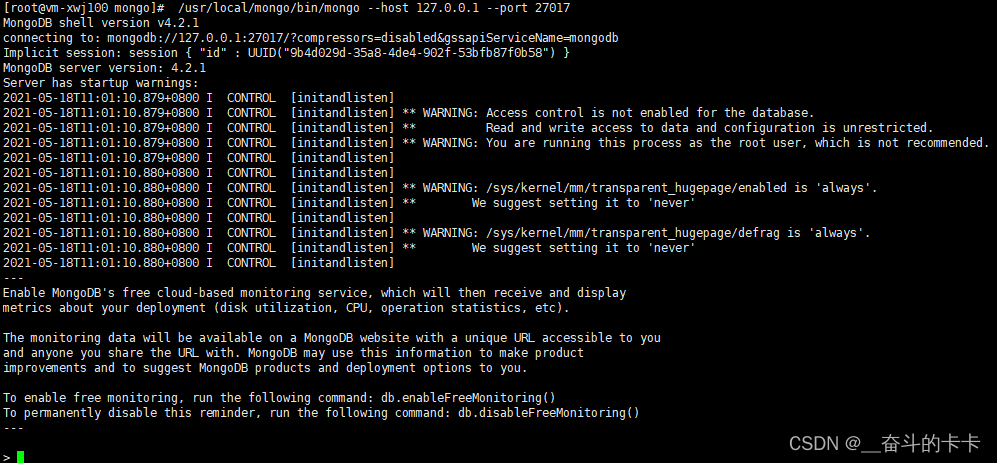 [root@vm-xwj100 mongo]#  /usr/local/mongo/bin/mongo --host 127.0.0.1 --port 27017
MongoDB shell version v4.2.1
connecting to: mongodb://127.0.0.1:27017/?compressors=disabled&gssapiServiceName=mongodb
Implicit session: session { "id" : UUID("9b4d029d-35a8-4de4-902f-53bfb87f0b58") }
MongoDB server version: 4.2.1
Server has startup warnings:
2021-05-18T11:01:10.879+0800 I  CONTROL  [initandlisten]
2021-05-18T11:01:10.879+0800 I  CONTROL  [initandlisten] ** WARNING: Access control is not enabled for the database.
2021-05-18T11:01:10.879+0800 I  CONTROL  [initandlisten] **          Read and write access to data and configuration is unrestricted.
2021-05-18T11:01:10.879+0800 I  CONTROL  [initandlisten] ** WARNING: You are running this process as the root user, which is not recommended.
2021-05-18T11:01:10.879+0800 I  CONTROL  [initandlisten]
2021-05-18T11:01:10.880+0800 I  CONTROL  [initandlisten]
2021-05-18T11:01:10.880+0800 I  CONTROL  [initandlisten] ** WARNING: /sys/kernel/mm/transparent_hugepage/enabled is 'always'.
2021-05-18T11:01:10.880+0800 I  CONTROL  [initandlisten] **        We suggest setting it to 'never'
2021-05-18T11:01:10.880+0800 I  CONTROL  [initandlisten]
2021-05-18T11:01:10.880+0800 I  CONTROL  [initandlisten] ** WARNING: /sys/kernel/mm/transparent_hugepage/defrag is 'always'.
2021-05-18T11:01:10.880+0800 I  CONTROL  [initandlisten] **        We suggest setting it to 'never'
2021-05-18T11:01:10.880+0800 I  CONTROL  [initandlisten]
---
Enable MongoDB's free cloud-based monitoring service, which will then receive and display
metrics about your deployment (disk utilization, CPU, operation statistics, etc).
The monitoring data will be available on a MongoDB website with a unique URL accessible to you
and anyone you share the URL with. MongoDB may use this information to make product
improvements and to suggest MongoDB products and deployment options to you.
To enable free monitoring, run the following command: db.enableFreeMonitoring()
To permanently disable this reminder, run the following command: db.disableFreeMonitoring()
---
>
CSDN @__奋斗的卡卡